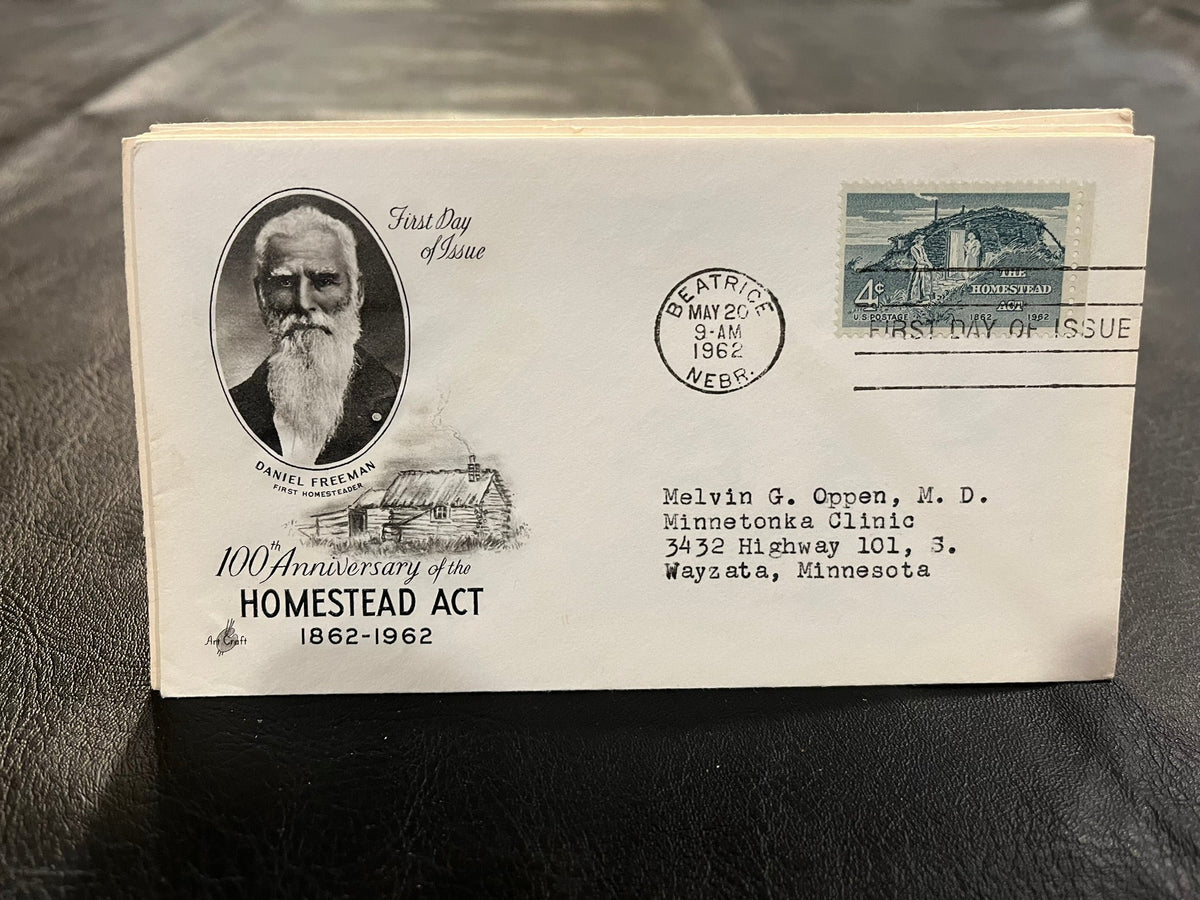 First Day
of Issue
DANIEL FREEMAN
FIRST HOMESTEADER
100th Anniversary of the
HOMESTEAD ACT
1862-1962
Art Craft
BEATRICE
MAY 20
9-AM
1962
NEBR.
4¢
THE
HOMESTEAD
ACT
U.S. POSTAGE 1862 1962
FIRST DAY OF ISSUE
Melvin G. Oppen, M. D.
Minnetonka Clinic
3432 Highway 101, S.
Wayzata, Minnesota